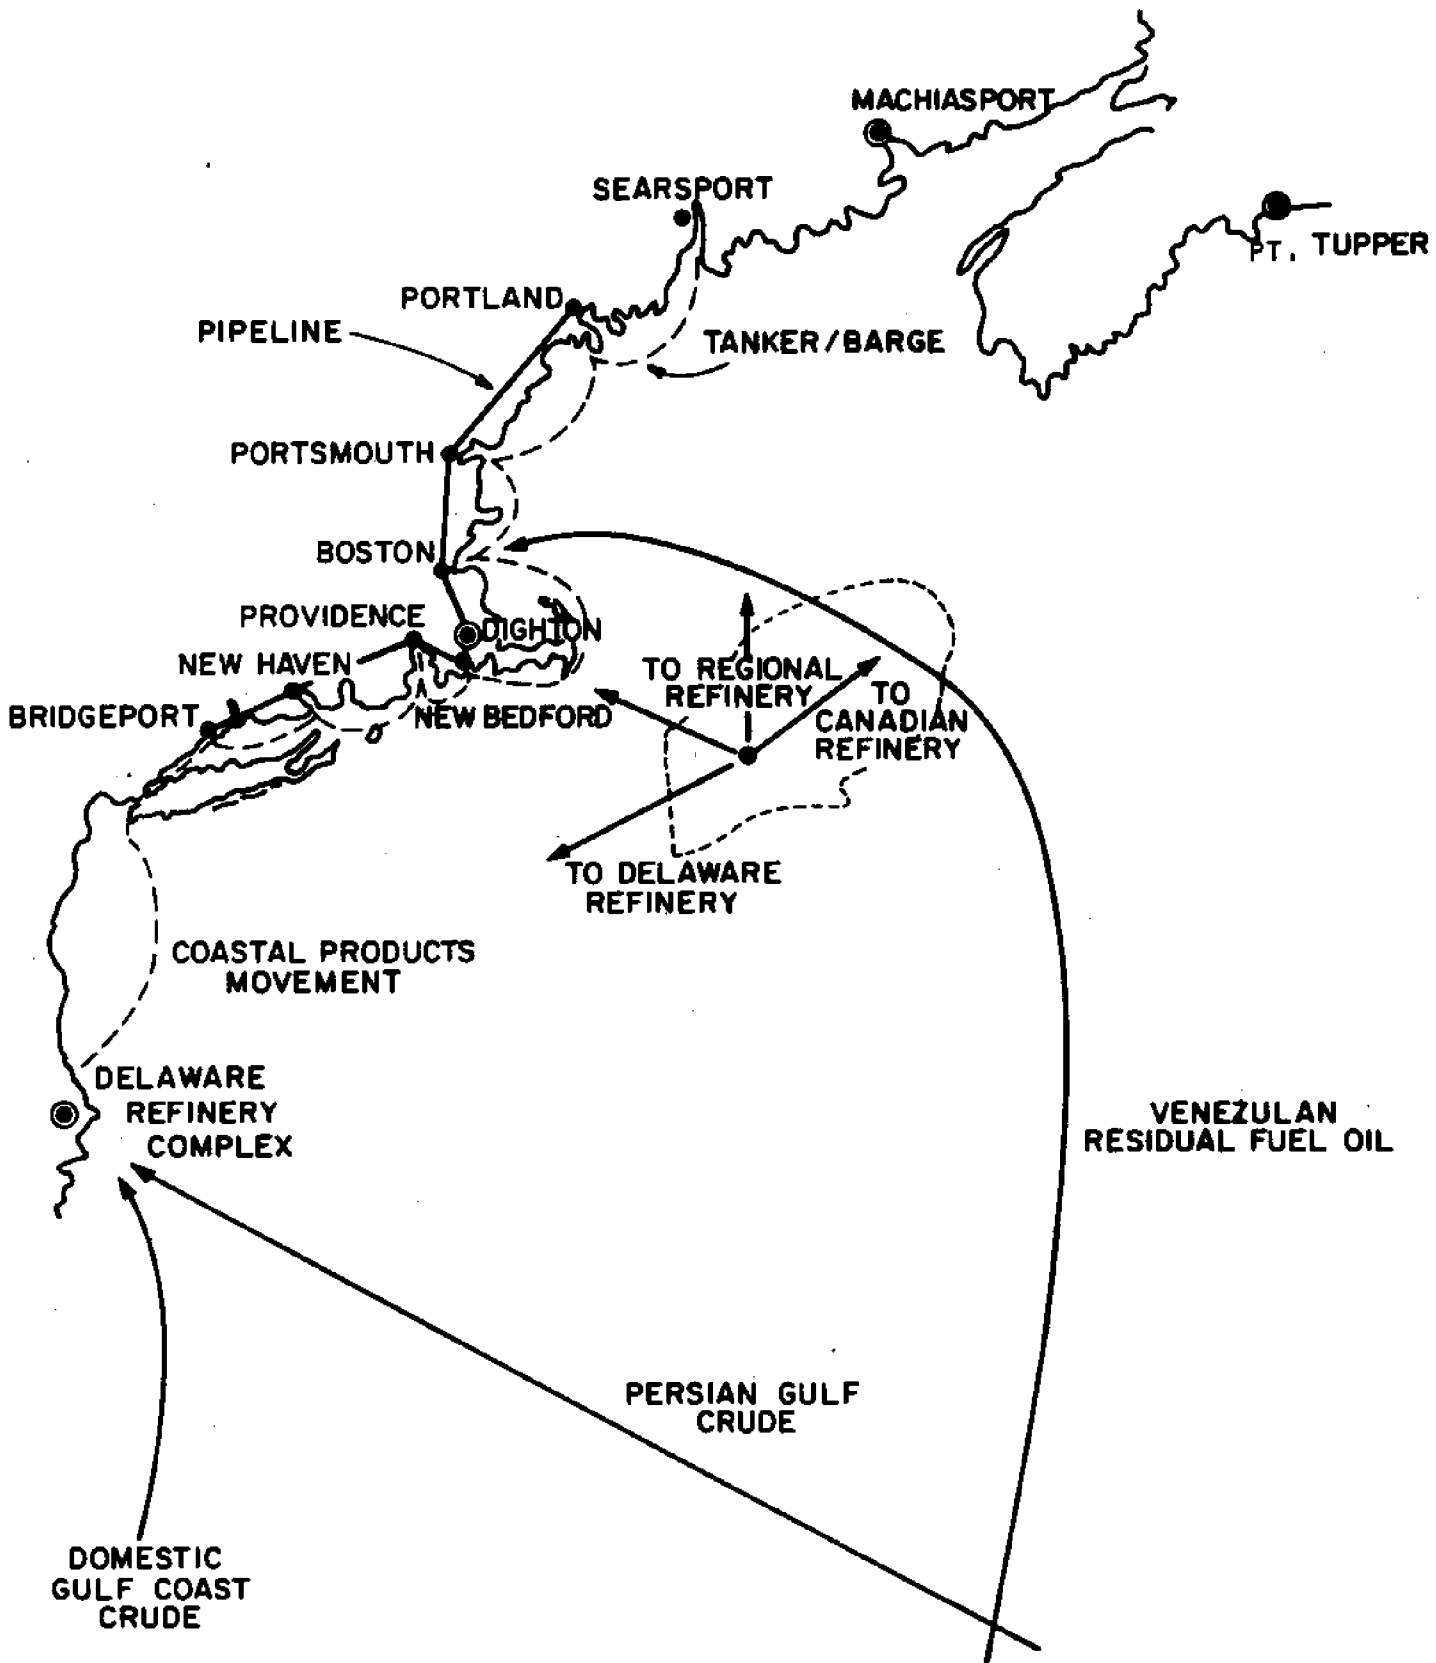 MACHIASPORT
SEARSPORT
PT. TUPPER
PORTLAND
PIPELINE
TANKER/BARGE
PORTSMOUTH
BOSTON
PROVIDENCE
DIGHTON
NEW HAVEN
TO REGIONAL
REFINERY
TO
CANADIAN
REFINERY
BRIDGEPORT
NEW BEDFORD
TO DELAWARE
REFINERY
COASTAL PRODUCTS
MOVEMENT
DELAWARE
REFINERY
COMPLEX
VENEZULAN
RESIDUAL FUEL OIL
PERSIAN GULF
CRUDE
DOMESTIC
GULF COAST
CRUDE